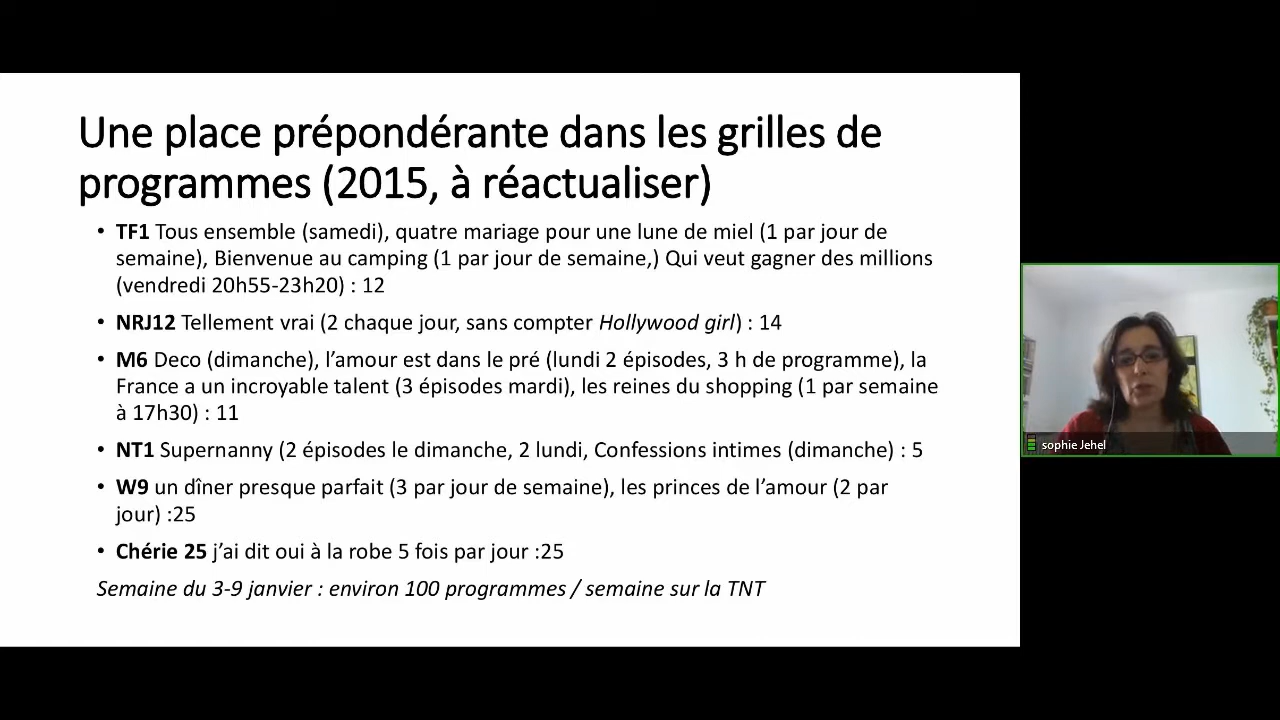 Une place prépondérante dans les grilles de
programmes (2015, à réactualiser)
• TF1 Tous ensemble (samedi), quatre mariage pour une lune de miel (1 par jour de
semaine), Bienvenue au camping (1 par jour de semaine,) Qui veut gagner des millions
(vendredi 20h55-23h20) : 12
• NRJ12 Tellement vrai (2 chaque jour, sans compter Hollywood girl) : 14
• M6 Deco (dimanche), l’amour est dans le pré (lundi 2 épisodes, 3 h de programme), la
France a un incroyable talent (3 épisodes mardi), les reines du shopping (1 par semaine
à 17h30) : 11
• NT1 Supernanny (2 épisodes le dimanche, 2 lundi, Confessions intimes (dimanche) : 5
• W9 un dîner presque parfait (3 par jour de semaine), les princes de l’amour (2 par
jour) :25
• Chérie 25 j’ai dit oui à la robe 5 fois par jour :25
Semaine du 3-9 janvier : environ 100 programmes / semaine sur la TNT
sophie Jehel